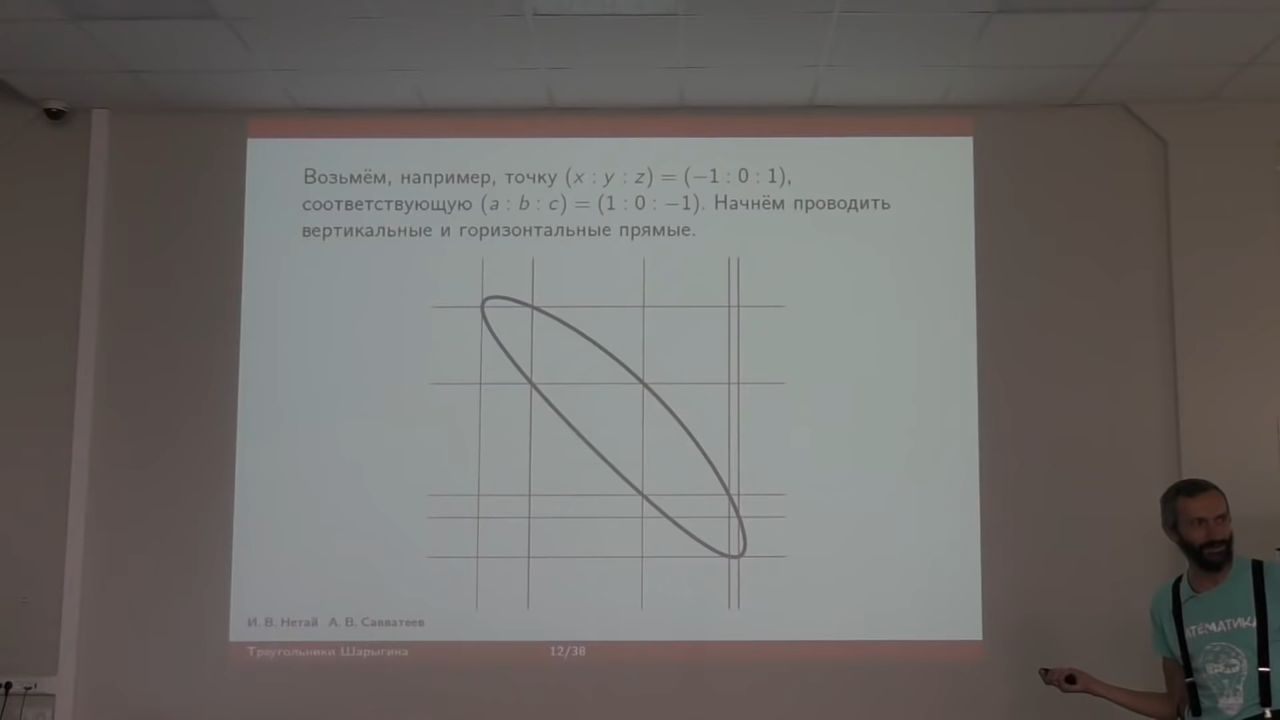 Возьмём, например, точку (x : y : z) = (−1 : 0 : 1),
соответствующую (a : b : c) = (1 : 0 : −1). Начнём проводить
вертикальные и горизонтальные прямые.
И. В. Нетай А. В. Савватеев
Треугольники Шарыгина 12/38
АТЕМАТИКА